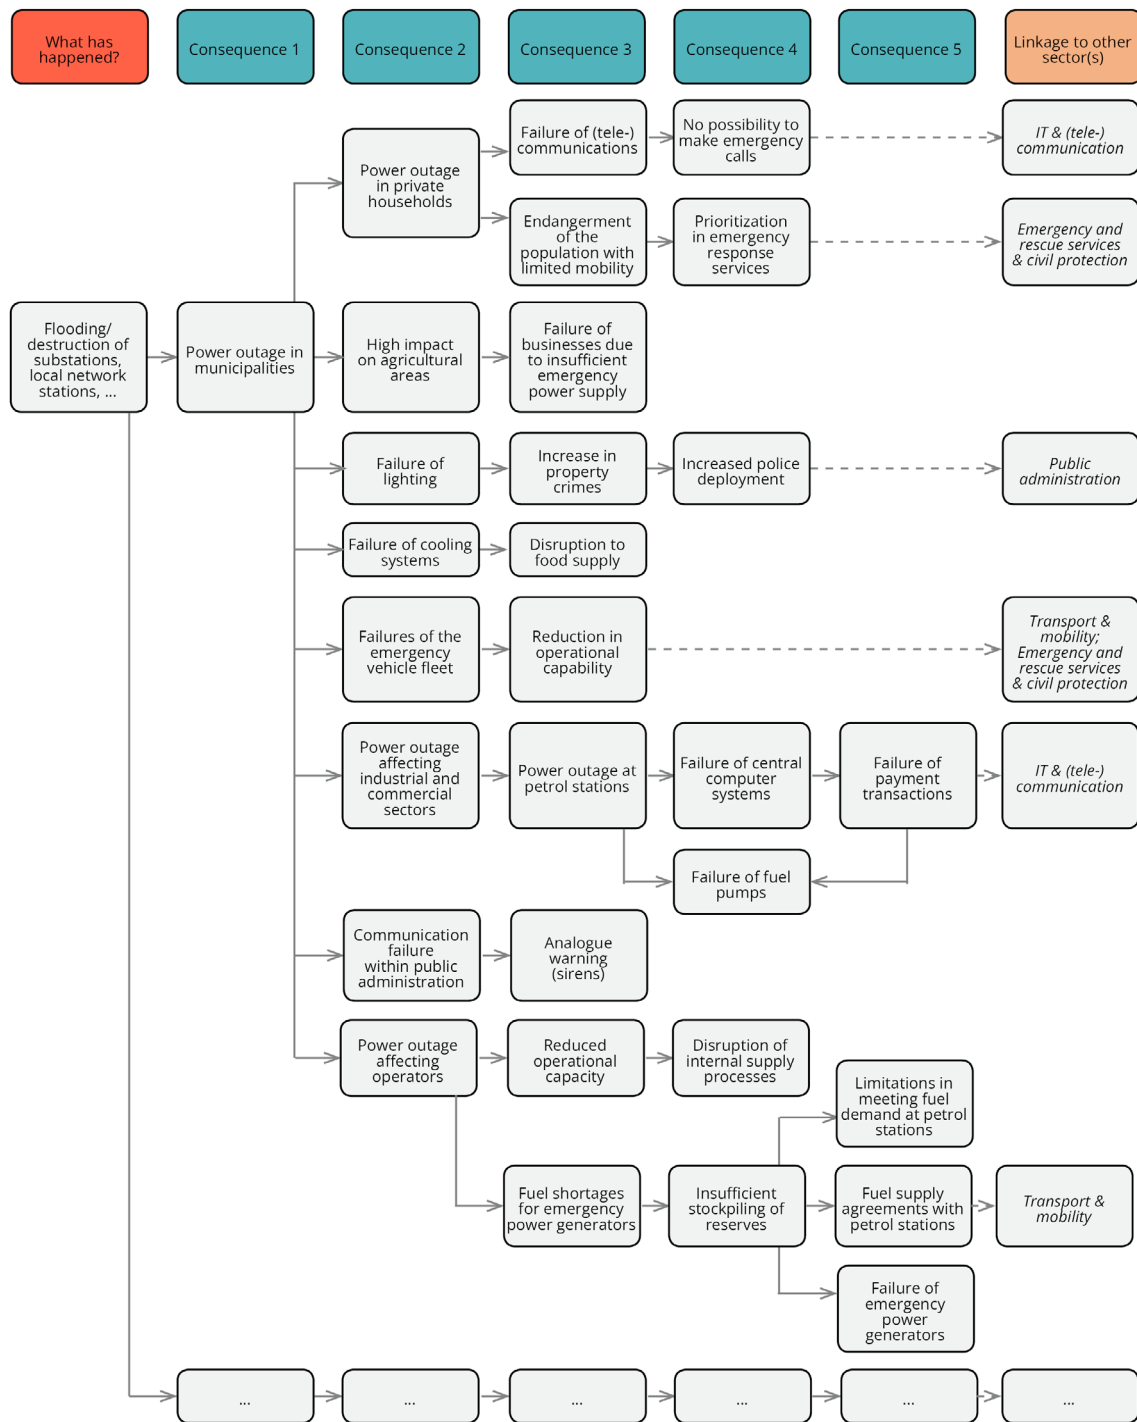 What has
happened?
Consequence 1
Consequence 2
Consequence 3
Consequence 4
Consequence 5
Linkage to other
sector(s)
Failure of (tele-)
communications
No possibility to
make emergency
calls
IT & (tele-)
communication
Power outage
in private
households
Endangerment
of the
population with
limited mobility
Prioritization
in emergency
response
services
Emergency and
rescue services
& civil protection
Flooding/
destruction of
substations,
local network
stations, ...
Power outage in
municipalities
High impact
on agricultural
areas
Failure of
businesses due
to insufficient
emergency
power supply
Failure of
lighting
Increase in
property
crimes
Increased police
deployment
Public
administration
Failure of cooling
systems
Disruption to
food supply
Failures of the
emergency
vehicle fleet
Reduction in
operational
capability
Transport &
mobility;
Emergency and
rescue services
& civil protection
Power outage
affecting
industrial and
commercial
sectors
Power outage at
petrol stations
Failure of central
computer
systems
Failure of
payment
transactions
IT & (tele-)
communication
Failure of fuel
pumps
Communication
failure
within public
administration
Analogue
warning
(sirens)
Power outage
affecting
operators
Reduced
operational
capacity
Disruption of
internal supply
processes
Limitations in
meeting fuel
demand at petrol
stations
Fuel shortages
for emergency
power generators
Insufficient
stockpiling of
reserves
Fuel supply
agreements with
petrol stations
Transport &
mobility
Failure of
emergency
power
generators
...
...
...
...
...
...